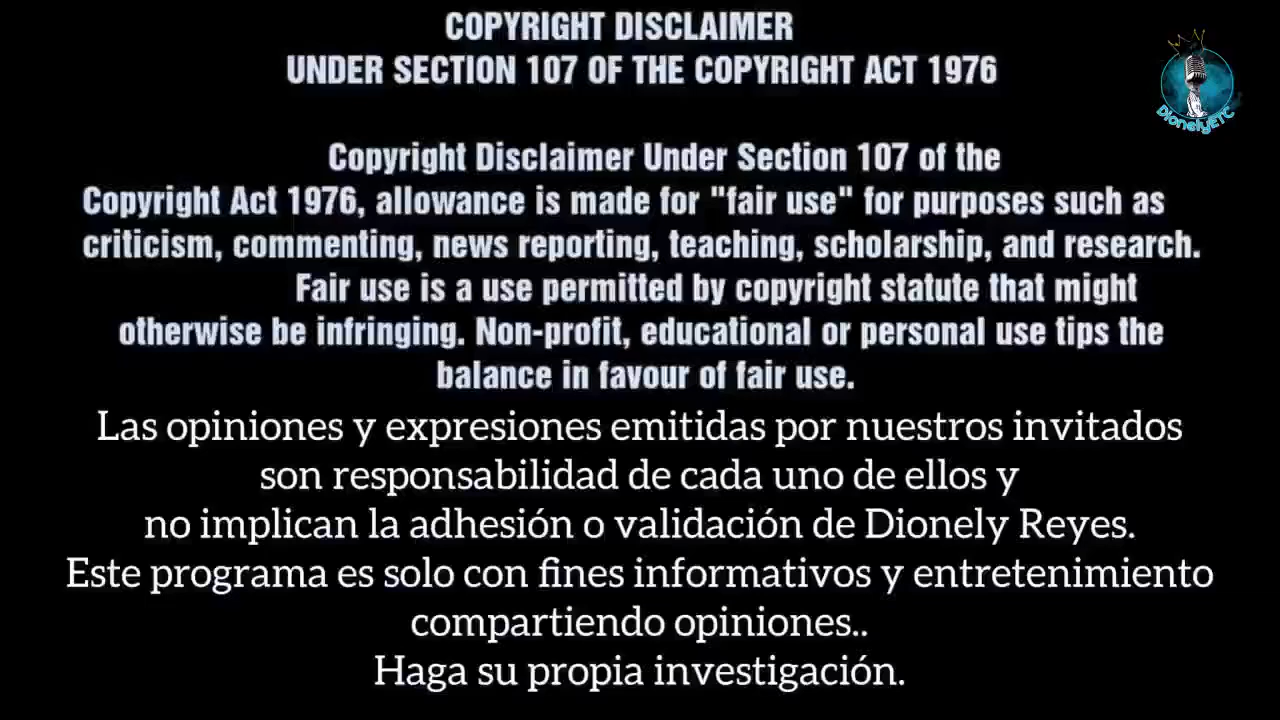 COPYRIGHT DISCLAIMER
UNDER SECTION 107 OF THE COPYRIGHT ACT 1976
DionelyETC
Copyright Disclaimer Under Section 107 of the
Copyright Act 1976, allowance is made for "fair use" for purposes such as
criticism, commenting, news reporting, teaching, scholarship, and research.
Fair use is a use permitted by copyright statute that might
otherwise be infringing. Non-profit, educational or personal use tips the
balance in favour of fair use.
Las opiniones y expresiones emitidas por nuestros invitados
son responsabilidad de cada uno de ellos y
no implican la adhesión o validación de Dionely Reyes.
Este programa es solo con fines informativos y entretenimiento
compartiendo opiniones..
Haga su propia investigación.